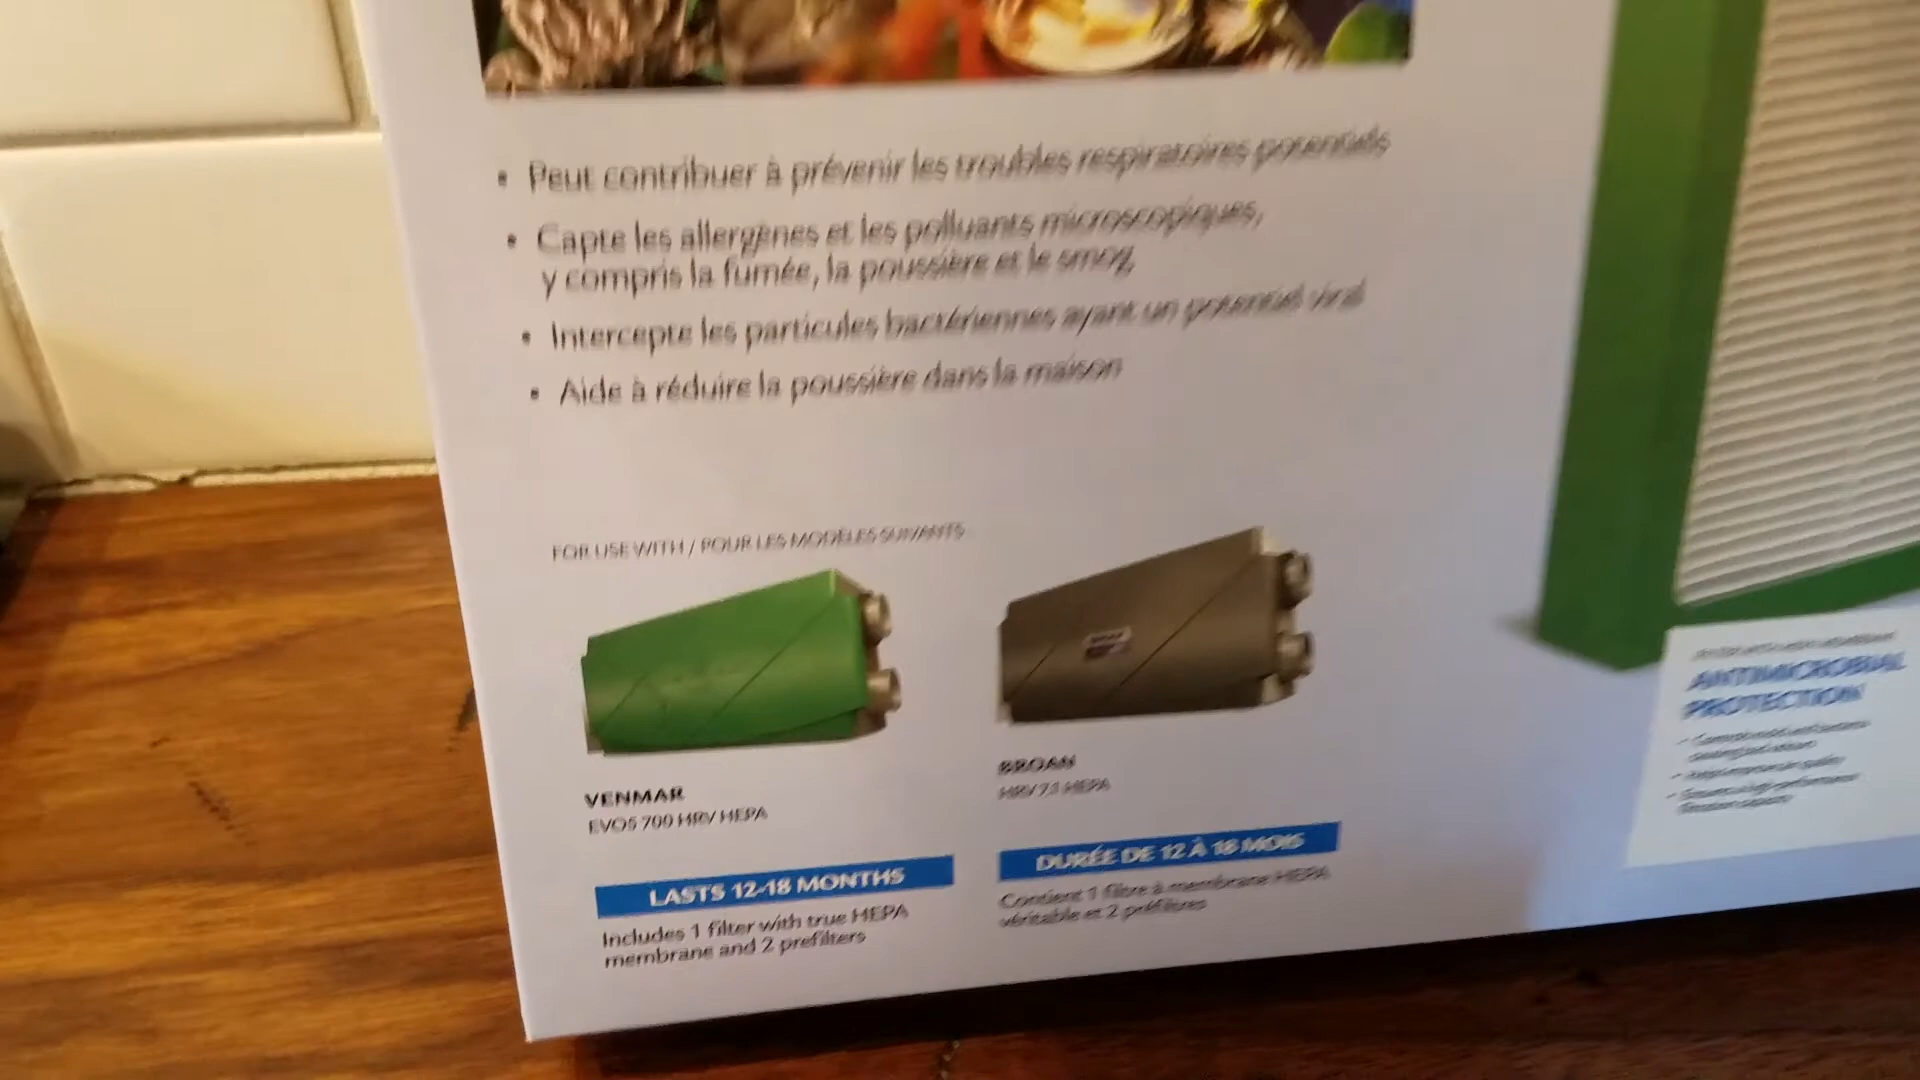 • Peut contribuer à prévenir les troubles respiratoires potentiels
• Capte les allergènes et les polluants microscopiques,
y compris la fumée, la poussière et le smog
• Intercepte les particules bactériennes ayant un potentiel viral
• Aide à réduire la poussière dans la maison
FOR USE WITH / POUR LES MODÈLES SUIVANTS
VENMAR
EVO5 700 HRV HEPA
BROAN
HEPA
LASTS 12-18 MONTHS
Includes 1 filter with true HEPA
membrane and 2 prefilters
DURÉE DE 12 À 18 MOIS
Contient 1 filtre à membrane HEPA
véritable et 2 préfiltres
ANTIMICROBIAL
PROTECTION